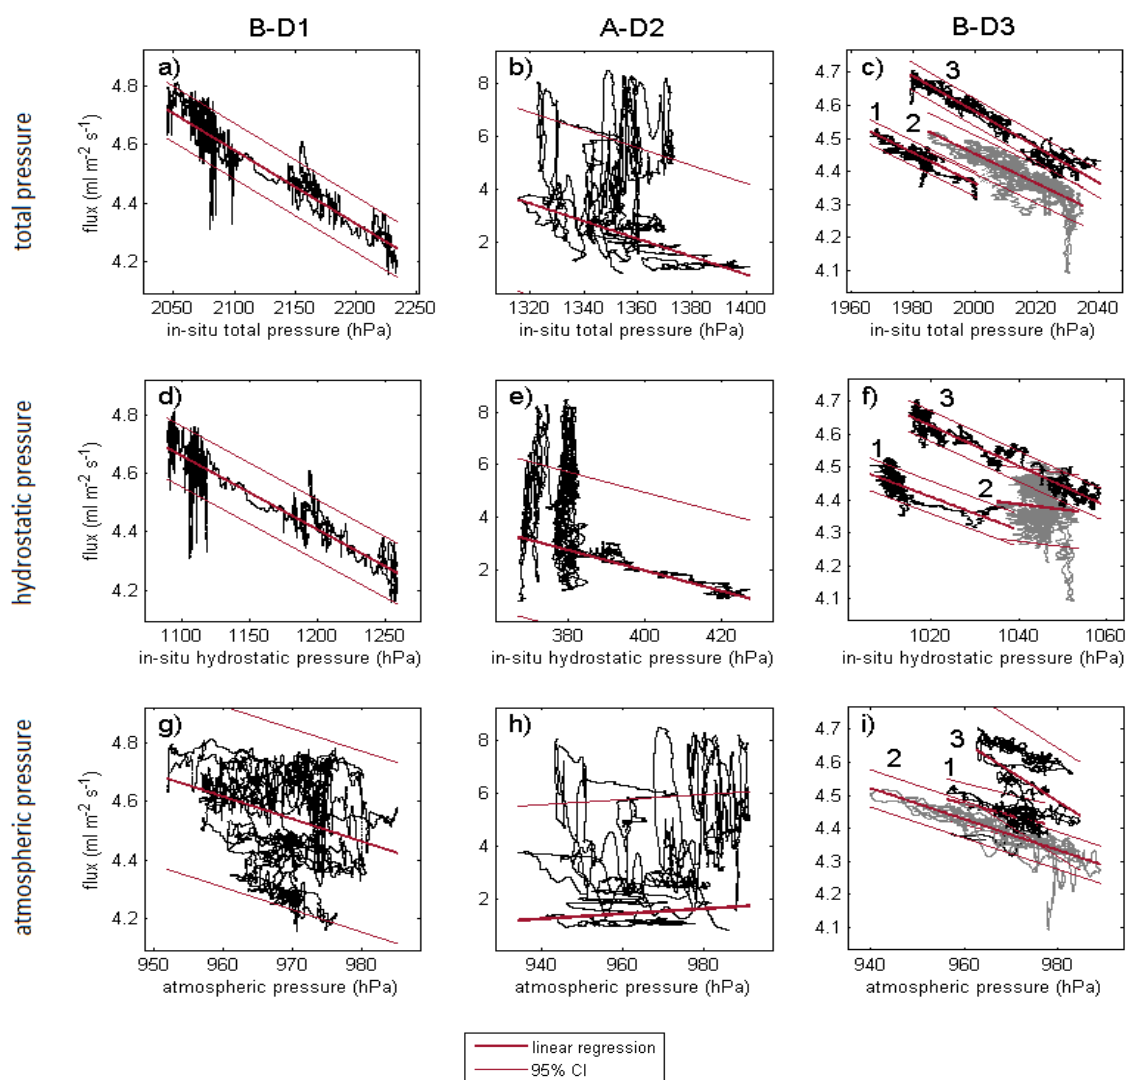 B-D1 A-D2 B-D3
total pressure
a)
4.8
4.6
4.4
4.2
flux (ml m-2 s-1)
2050 2100 2150 2200 2250
in-situ total pressure (hPa)
b)
8
6
4
2
1320 1340 1360 1380 1400
in-situ total pressure (hPa)
c)
3
1
2
4.7
4.6
4.5
4.4
4.3
4.2
4.1
1960 1980 2000 2020 2040
in-situ total pressure (hPa)
hydrostatic pressure
d)
4.8
4.6
4.4
4.2
flux (ml m-2 s-1)
1100 1150 1200 1250
in-situ hydrostatic pressure (hPa)
e)
8
6
4
2
380 400 420
in-situ hydrostatic pressure (hPa)
f)
3
1
2
4.7
4.6
4.5
4.4
4.3
4.2
4.1
1020 1040 1060
in-situ hydrostatic pressure (hPa)
atmospheric pressure
g)
4.8
4.6
4.4
4.2
flux (ml m-2 s-1)
950 960 970 980
atmospheric pressure (hPa)
h)
8
6
4
2
940 960 980
atmospheric pressure (hPa)
i)
3
2
1
4.7
4.6
4.5
4.4
4.3
4.2
4.1
940 960 980
atmospheric pressure (hPa)
linear regression
95% CI